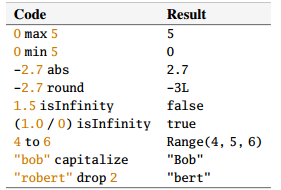 Code Result
0 max 5 5
0 min 5 0
-2.7 abs 2.7
-2.7 round -3L
1.5 isInfinity false
(1.0 / 0) isInfinity true
4 to 6 Range(4, 5, 6)
"bob" capitalize "Bob"
"robert" drop 2 "bert"